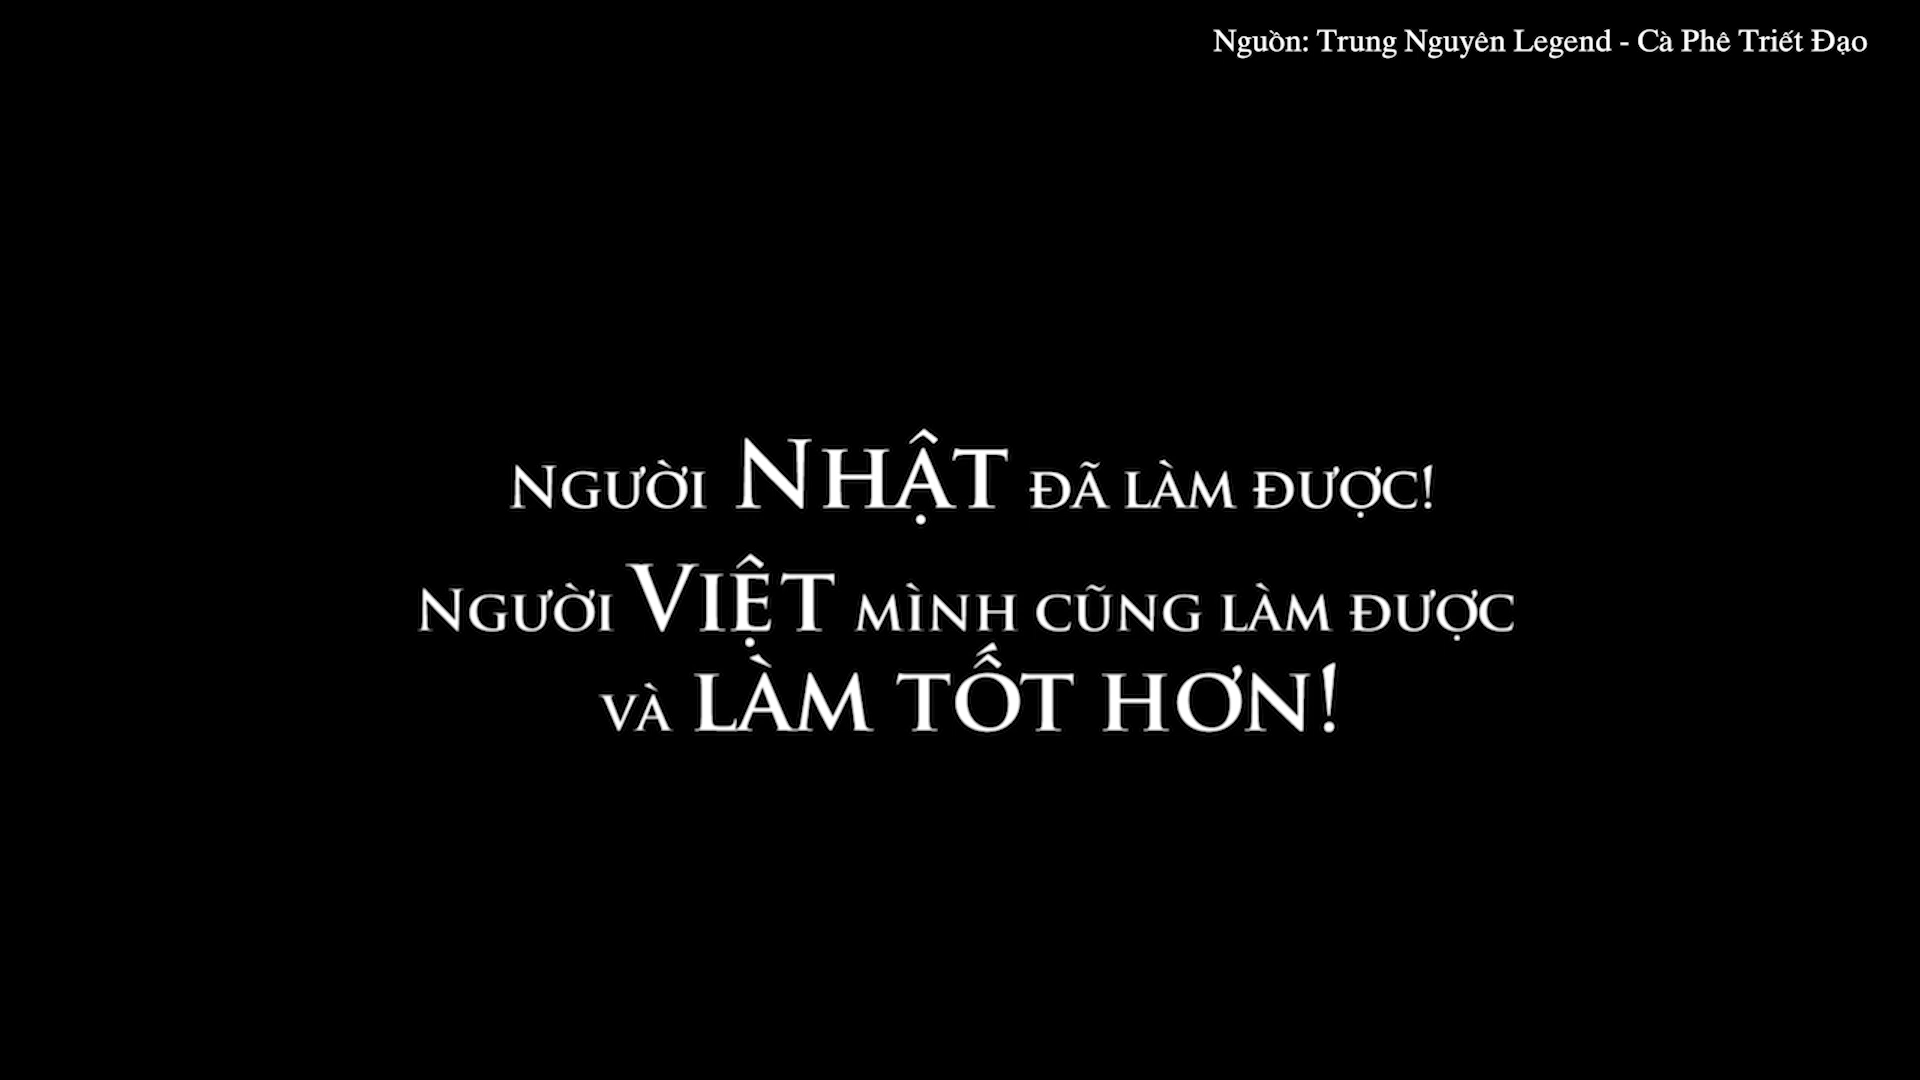 Nguồn: Trung Nguyên Legend - Cà Phê Triết Đạo
NGƯỜI NHẬT ĐÃ LÀM ĐƯỢC!
NGƯỜI VIỆT MÌNH CŨNG LÀM ĐƯỢC
VÀ LÀM TỐT HƠN!